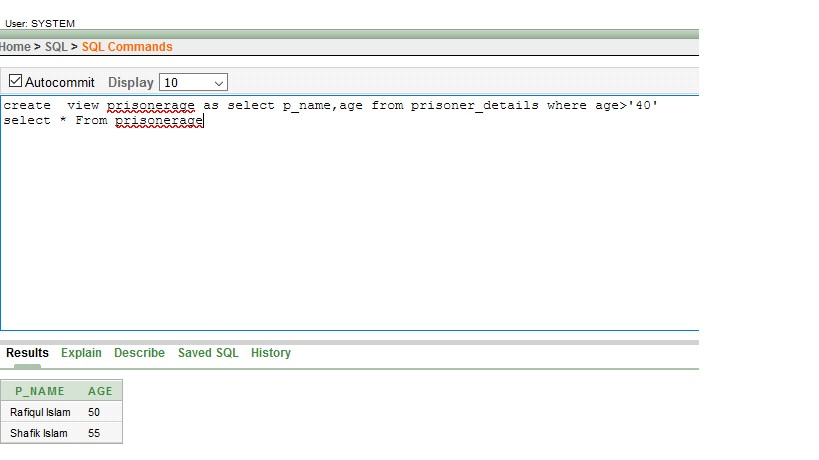 User: SYSTEM
Home > SQL > SQL Commands
Autocommit Display 10
create  view prisonerage as select p_name,age from prisoner_details where age>'40'
select * From prisonerage
Results Explain Describe Saved SQL History
P_NAME AGE
Rafiqul Islam 50
Shafik Islam 55